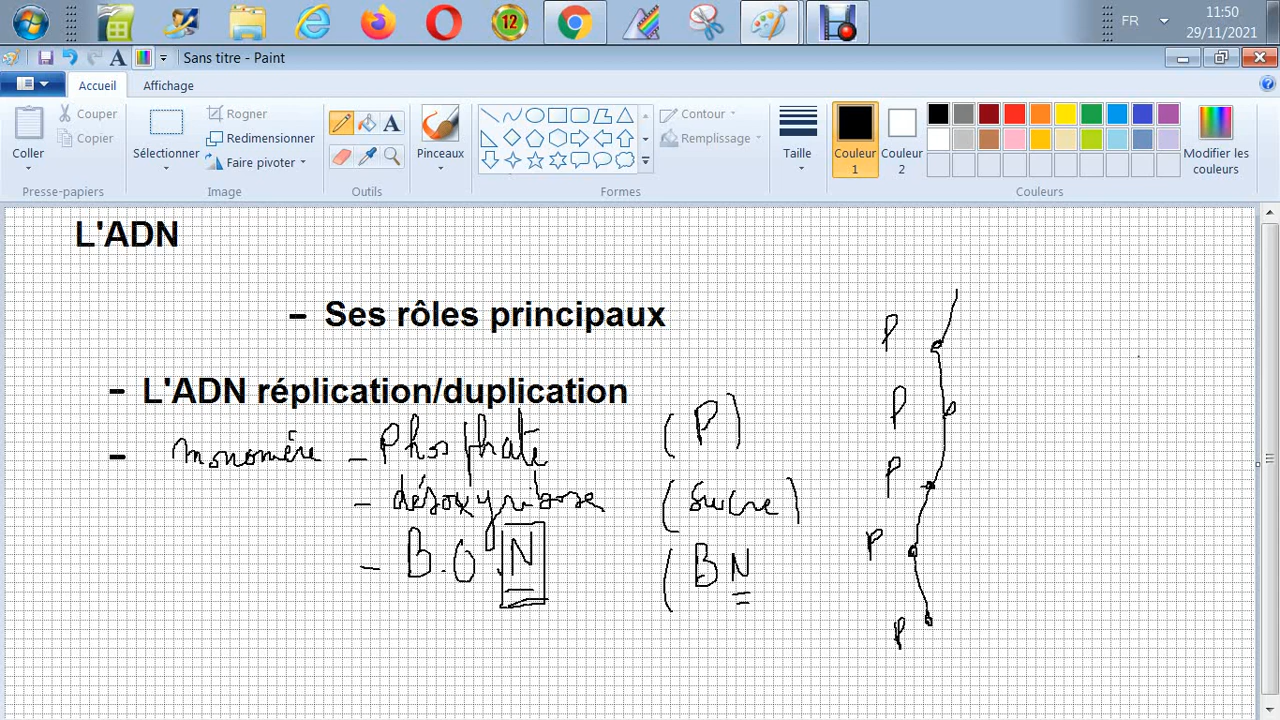 FR
11:50
29/11/2021
12
Sans titre - Paint
Accueil Affichage
Coller
Couper
Copier
Presse-papiers
Sélectionner
Rogner
Redimensionner
Faire pivoter
Image
A
Outils
Pinceaux
Contour
Remplissage
Formes
Taille
Couleur 1
Couleur 2
Modifier les couleurs
Couleurs
L'ADN
- Ses rôles principaux
- L'ADN réplication/duplication
- monomère - Phosphate (P)
- désoxyribose (Sucre)
- B.O.N (BN
P
P
P
P
P